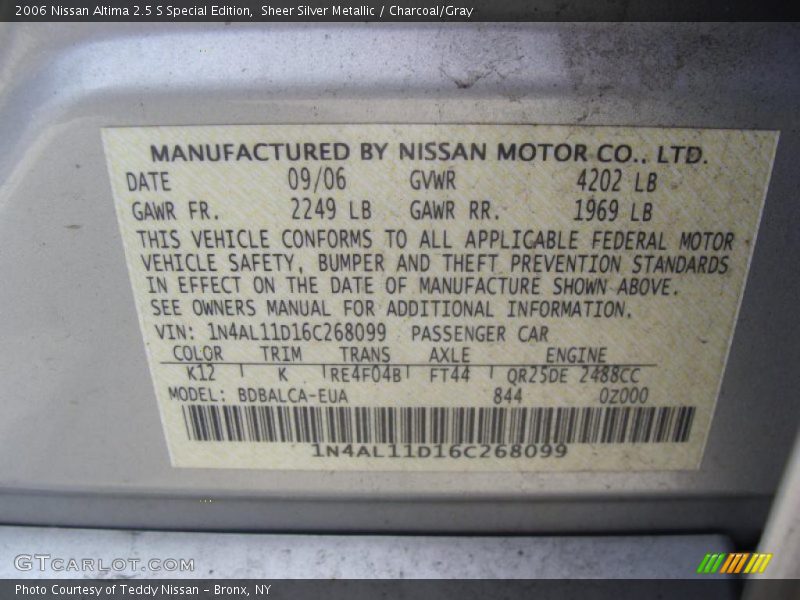 2006 Nissan Altima 2.5 S Special Edition,  Sheer Silver Metallic / Charcoal/Gray
MANUFACTURED BY NISSAN MOTOR CO., LTD.
DATE 09/06 GVWR 4202 LB
GAWR FR. 2249 LB GAWR RR. 1969 LB
THIS VEHICLE CONFORMS TO ALL APPLICABLE FEDERAL MOTOR
VEHICLE SAFETY, BUMPER AND THEFT PREVENTION STANDARDS
IN EFFECT ON THE DATE OF MANUFACTURE SHOWN ABOVE.
SEE OWNERS MANUAL FOR ADDITIONAL INFORMATION.
VIN: 1N4AL11D16C268099 PASSENGER CAR
COLOR TRIM TRANS AXLE ENGINE
K12 K RE4F04B FT44 QR25DE 2488CC
MODEL: BDBALCA-EUA 844 0Z000
1N4AL11D16C268099
GTCARLOT.COM
Photo Courtesy of Teddy Nissan - Bronx, NY